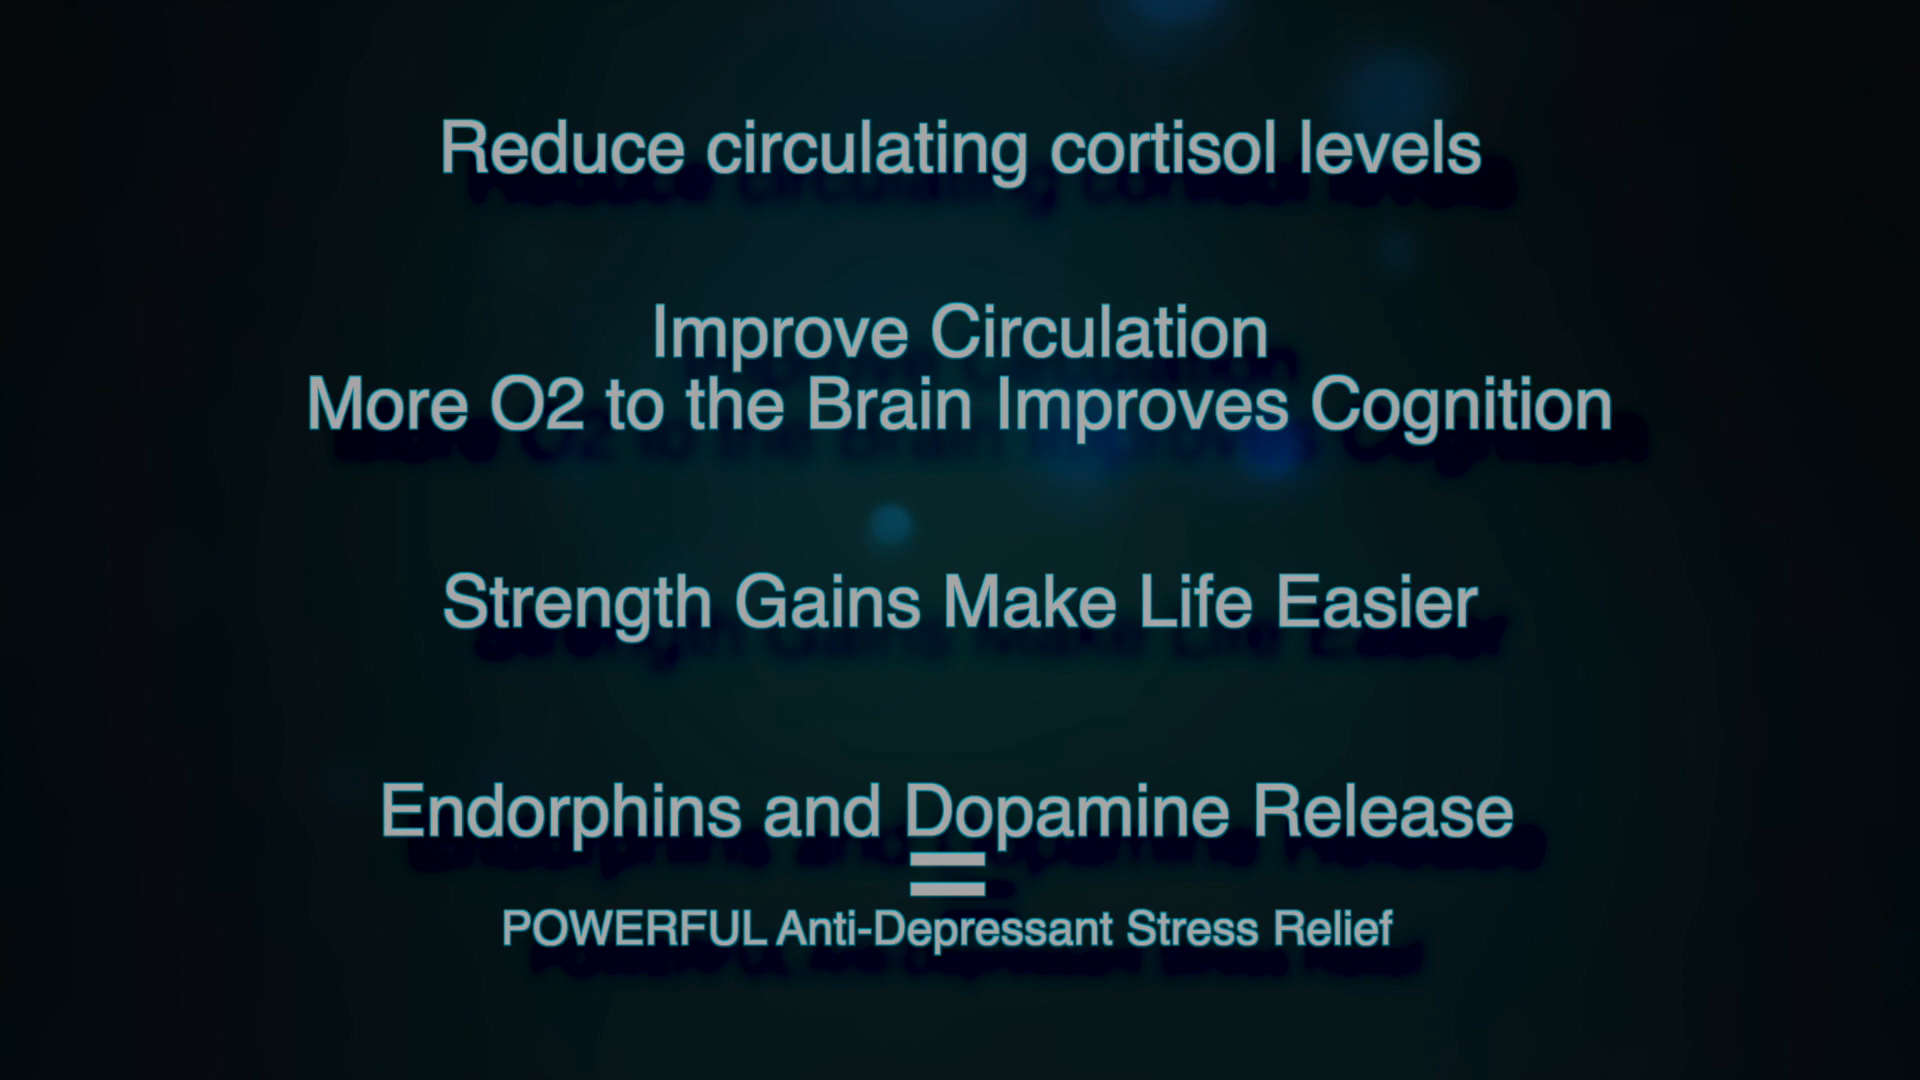 Reduce circulating cortisol levels
Improve Circulation
More O2 to the Brain Improves Cognition
Strength Gains Make Life Easier
Endorphins and Dopamine Release
=
POWERFUL Anti-Depressant Stress Relief